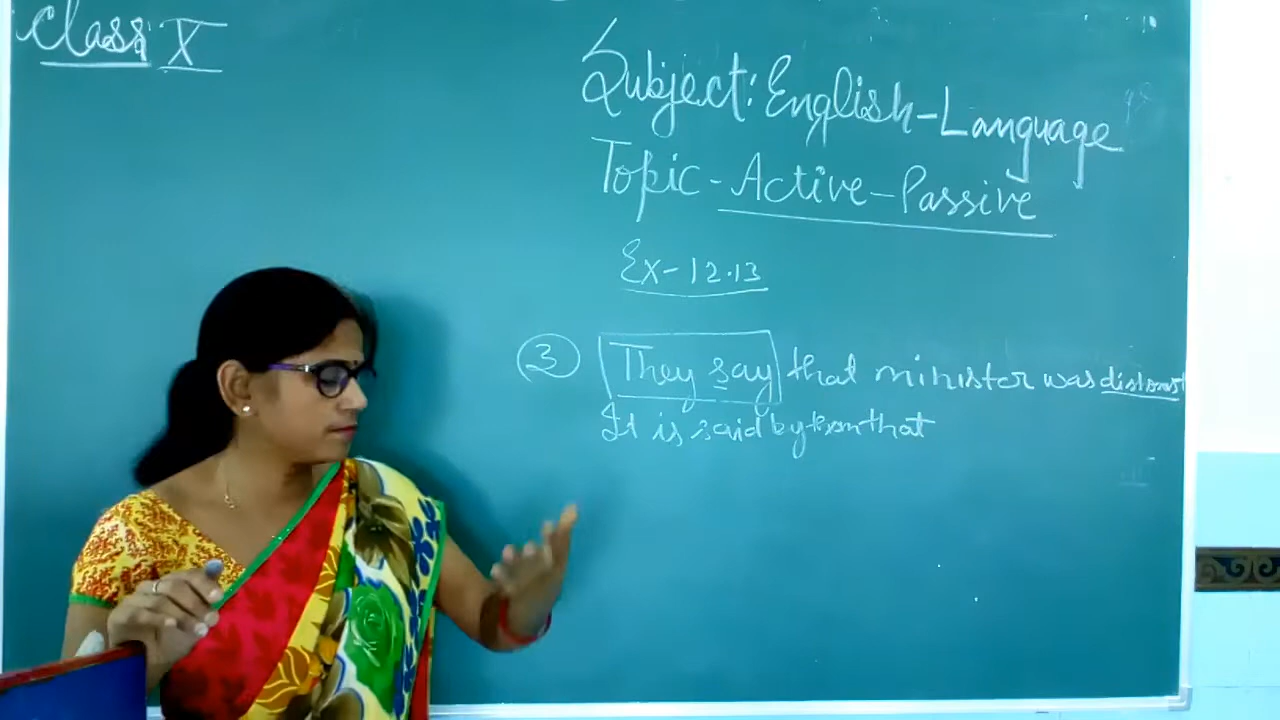 Class X
Subject: English-Language
Topic-Active-Passive
Ex-12.13
3 They say that minister was
It is said by them that